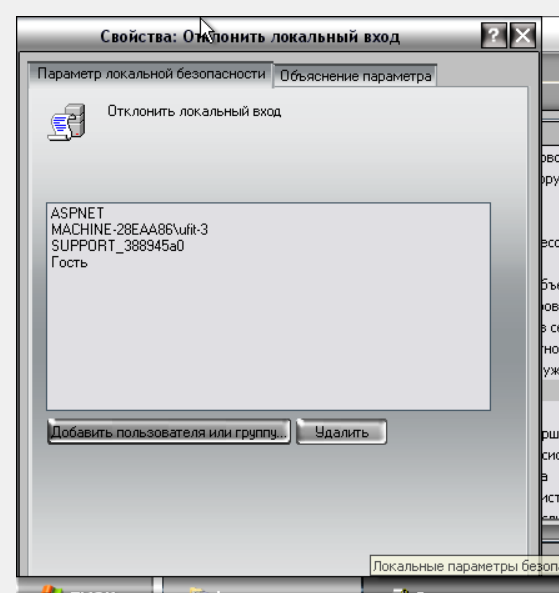 Свойства: Отклонить локальный вход
Параметр локальной безопасности
Объяснение параметра
Отклонить локальный вход
ASPNET
MACHINE-28EAA86\ufit-3
SUPPORT_388945a0
Гость
Добавить пользователя или группу...
Удалить
Локальные параметры безоп